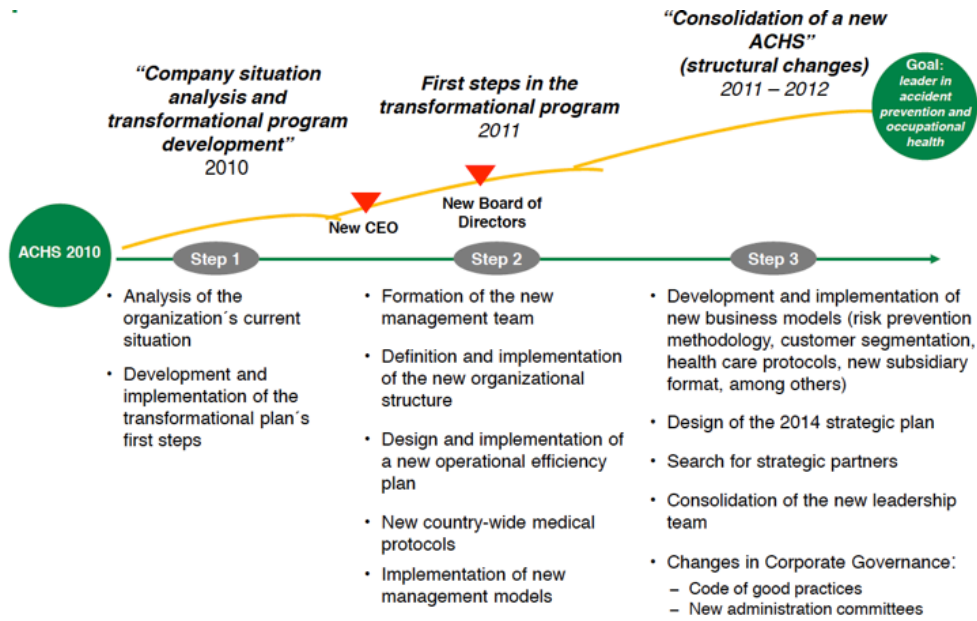 “Company situation
analysis and
transformational program
development”
2010
First steps in the
transformational program
2011
“Consolidation of a new
ACHS”
(structural changes)
2011 – 2012
Goal:
leader in
accident
prevention and
occupational
health
New CEO
New Board of
Directors
ACHS 2010
Step 1
Step 2
Step 3
• Analysis of the
organization´s current
situation
• Development and
implementation of the
transformational plan´s
first steps
• Formation of the new
management team
• Definition and implementation
of the new organizational
structure
• Design and implementation of
a new operational efficiency
plan
• New country-wide medical
protocols
• Implementation of new
management models
• Development and implementation of
new business models (risk prevention
methodology, customer segmentation,
health care protocols, new subsidiary
format, among others)
• Design of the 2014 strategic plan
• Search for strategic partners
• Consolidation of the new leadership
team
• Changes in Corporate Governance:
– Code of good practices
– New administration committees